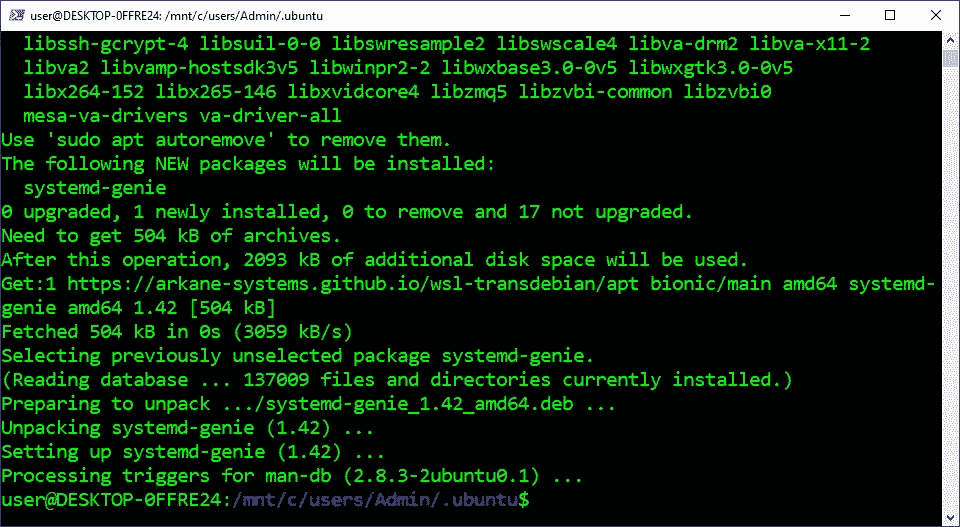 user@DESKTOP-0FFRE24: /mnt/c/users/Admin/.ubuntu
libssh-gcrypt-4 libsuil-0-0 libswresample2 libswscale4 libva-drm2 libva-x11-2
libva2 libvamp-hostsdk3v5 libwinpr2-2 libwxbase3.0-0v5 libwxgtk3.0-0v5
libx264-152 libx265-146 libxvidcore4 libzmq5 libzvbi-common libzvbi0
mesa-va-drivers va-driver-all
Use 'sudo apt autoremove' to remove them.
The following NEW packages will be installed:
systemd-genie
0 upgraded, 1 newly installed, 0 to remove and 17 not upgraded.
Need to get 504 kB of archives.
After this operation, 2093 kB of additional disk space will be used.
Get:1 https://arkane-systems.github.io/wsl-transdebian/apt bionic/main amd64 systemd-
genie amd64 1.42 [504 kB]
Fetched 504 kB in 0s (3059 kB/s)
Selecting previously unselected package systemd-genie.
(Reading database ... 137009 files and directories currently installed.)
Preparing to unpack .../systemd-genie_1.42_amd64.deb ...
Unpacking systemd-genie (1.42) ...
Setting up systemd-genie (1.42) ...
Processing triggers for man-db (2.8.3-2ubuntu0.1) ...
user@DESKTOP-0FFRE24:/mnt/c/users/Admin/.ubuntu$